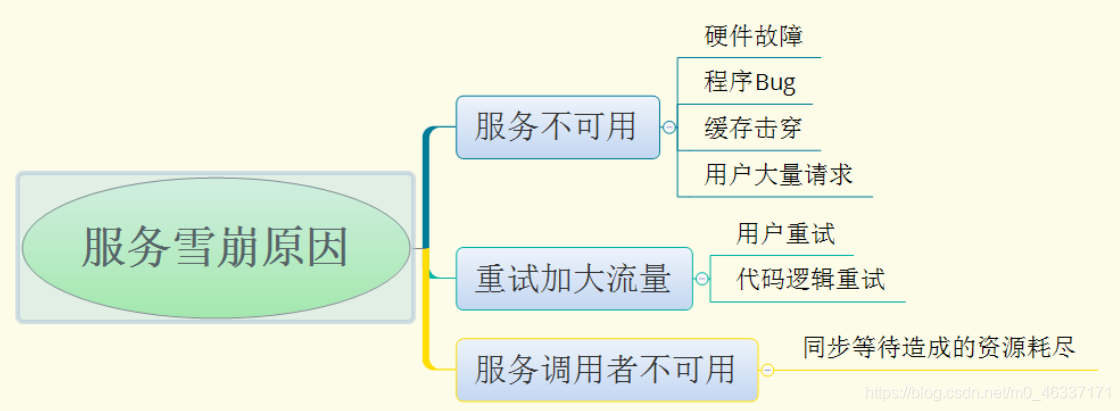 服务雪崩原因
服务不可用
硬件故障
程序Bug
缓存击穿
用户大量请求
重试加大流量
用户重试
代码逻辑重试
服务调用者不可用
同步等待造成的资源耗尽
https://blog.csdn.net/m0_46337171